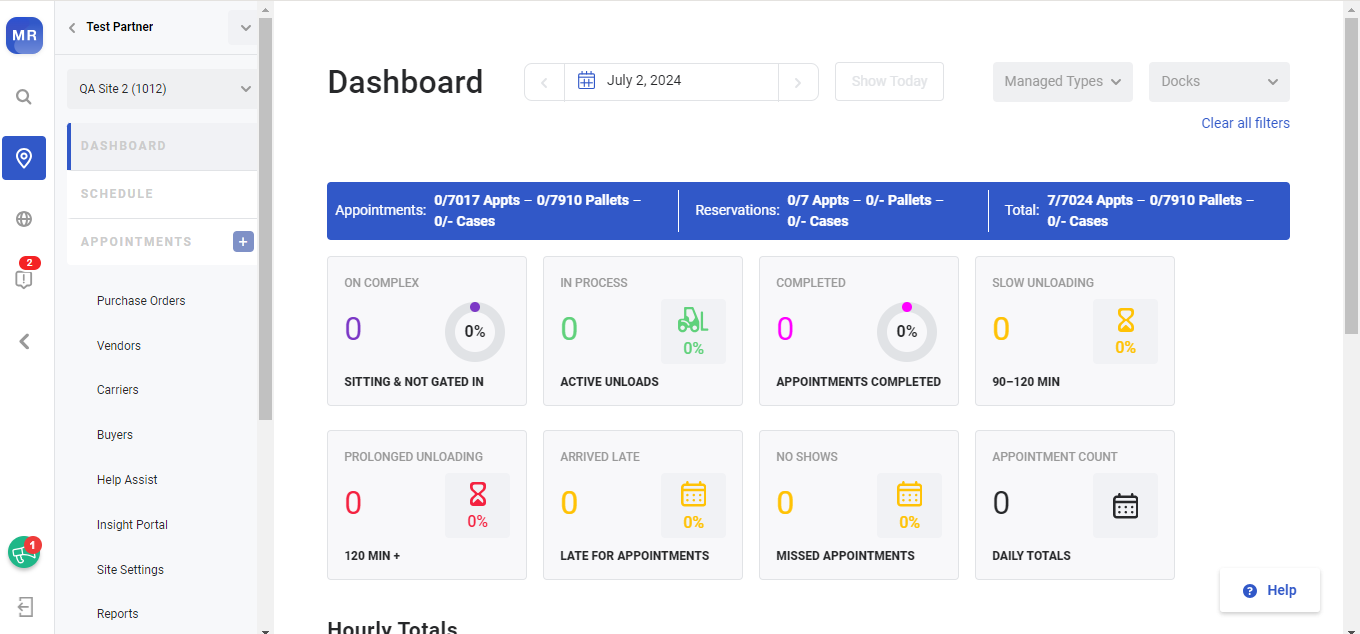 MR
Test Partner
QA Site 2 (1012)
DASHBOARD
SCHEDULE
APPOINTMENTS
+
2
Purchase Orders
Vendors
Carriers
Buyers
Help Assist
Insight Portal
Site Settings
Reports
1
Dashboard
July 2, 2024
Show Today
Managed Types
Docks
Clear all filters
Appointments: 0/7017 Appts – 0/7910 Pallets –
0/- Cases
Reservations: 0/7 Appts – 0/- Pallets –
0/- Cases
Total: 7/7024 Appts – 0/7910 Pallets –
0/- Cases
ON COMPLEX
0
0%
SITTING & NOT GATED IN
IN PROCESS
0
0%
ACTIVE UNLOADS
COMPLETED
0
0%
APPOINTMENTS COMPLETED
SLOW UNLOADING
0
0%
90–120 MIN
PROLONGED UNLOADING
0
0%
120 MIN +
ARRIVED LATE
0
0%
LATE FOR APPOINTMENTS
NO SHOWS
0
0%
MISSED APPOINTMENTS
APPOINTMENT COUNT
0
DAILY TOTALS
Hourly Totals
? Help